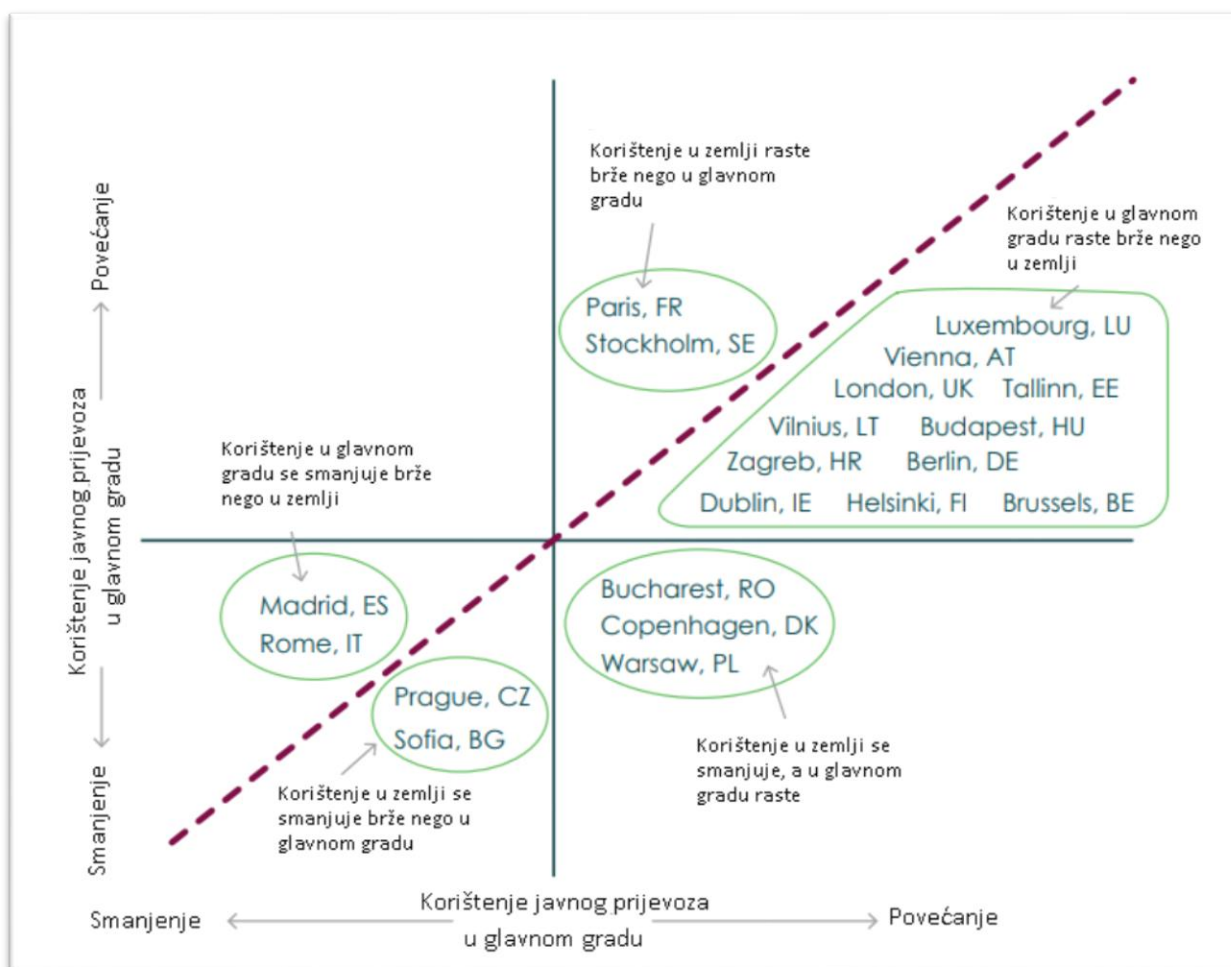 Korištenje u zemlji raste
brže nego u glavnom
gradu
Korištenje u glavnom
gradu raste brže nego
u zemlji
Povećanje
Paris, FR
Stockholm, SE
Luxembourg, LU
Vienna, AT
London, UK Tallinn, EE
Vilnius, LT Budapest, HU
Zagreb, HR Berlin, DE
Dublin, IE Helsinki, FI Brussels, BE
Korištenje u glavnom
gradu se smanjuje brže
nego u zemlji
Korištenje javnog prijevoza
u glavnom gradu
Madrid, ES
Rome, IT
Bucharest, RO
Copenhagen, DK
Warsaw, PL
Prague, CZ
Sofia, BG
Korištenje u zemlji se
smanjuje, a u glavnom
gradu raste
Korištenje u zemlji se
smanjuje brže nego u
glavnom gradu
Smanjenje
Smanjenje
Korištenje javnog prijevoza
u glavnom gradu
Povećanje